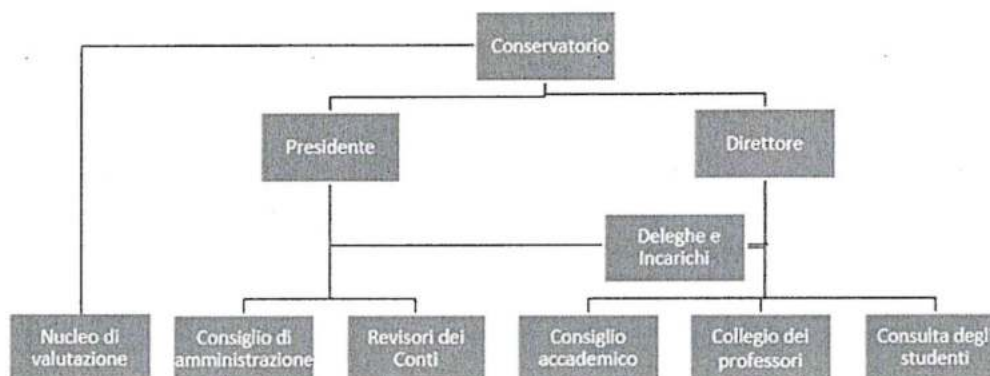 Conservatorio
Presidente
Direttore
Deleghe e
Incarichi
Nucleo di
valutazione
Consiglio di
amministrazione
Revisori dei
Conti
Consiglio
accademico
Collegio dei
professori
Consulta degli
studenti